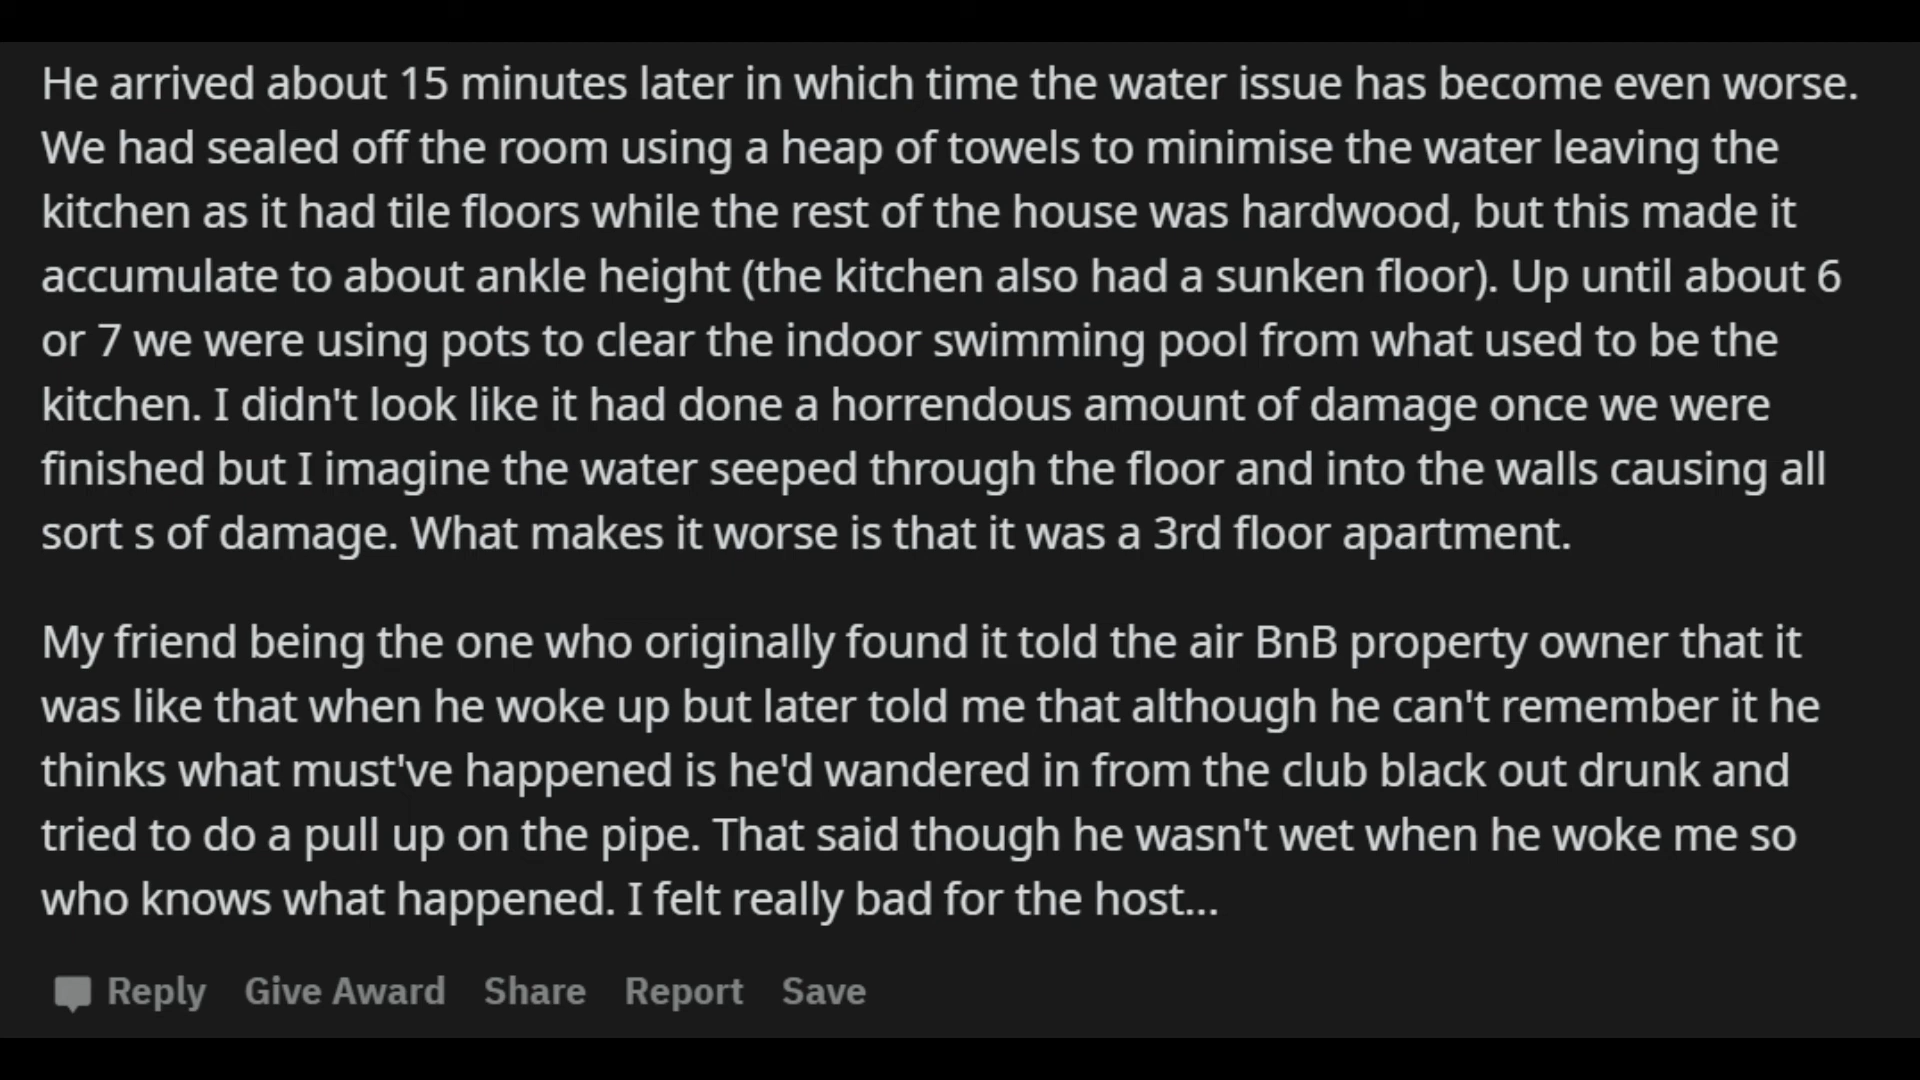 He arrived about 15 minutes later in which time the water issue has become even worse.
We had sealed off the room using a heap of towels to minimise the water leaving the
kitchen as it had tile floors while the rest of the house was hardwood, but this made it
accumulate to about ankle height (the kitchen also had a sunken floor). Up until about 6
or 7 we were using pots to clear the indoor swimming pool from what used to be the
kitchen. I didn't look like it had done a horrendous amount of damage once we were
finished but I imagine the water seeped through the floor and into the walls causing all
sort s of damage. What makes it worse is that it was a 3rd floor apartment.
My friend being the one who originally found it told the air BnB property owner that it
was like that when he woke up but later told me that although he can't remember it he
thinks what must've happened is he'd wandered in from the club black out drunk and
tried to do a pull up on the pipe. That said though he wasn't wet when he woke me so
who knows what happened. I felt really bad for the host...
Reply Give Award Share Report Save